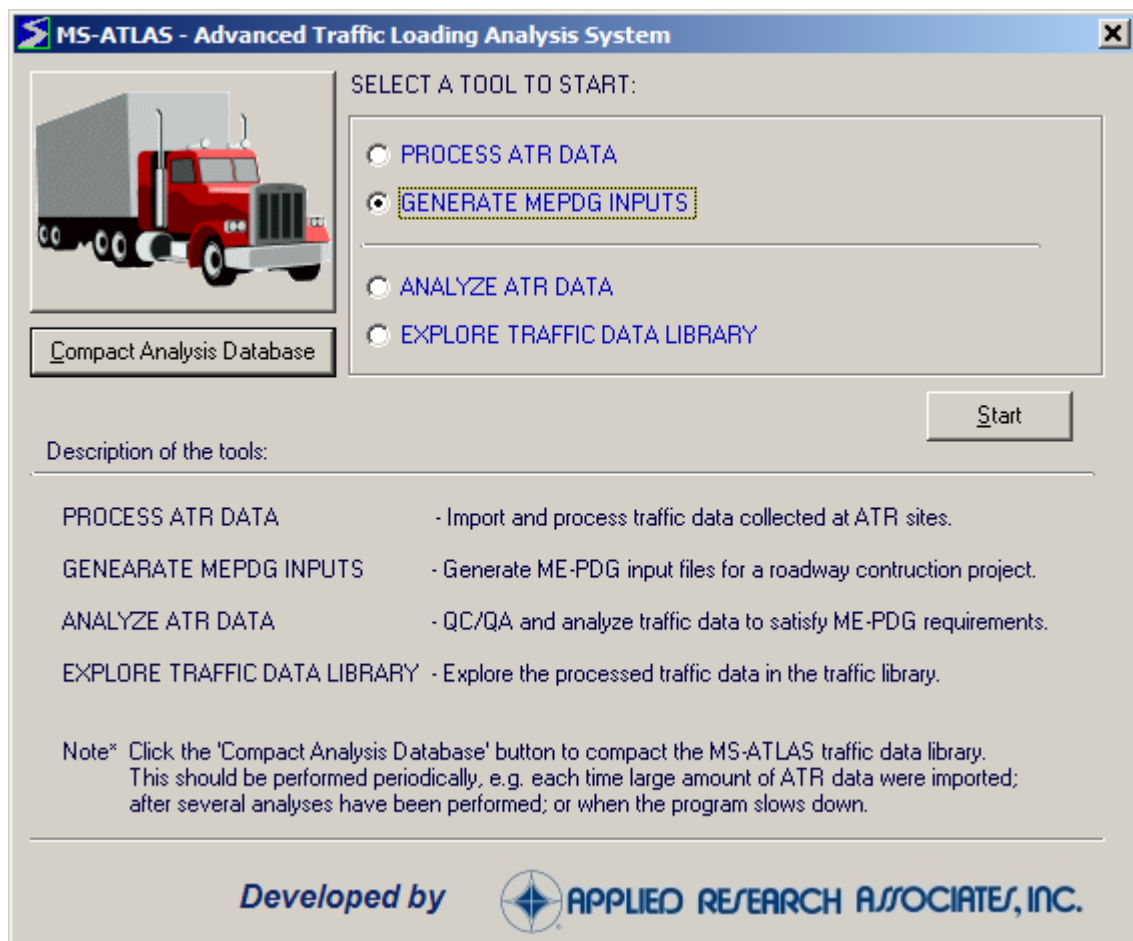 MS-ATLAS - Advanced Traffic Loading Analysis System
SELECT A TOOL TO START:
PROCESS ATR DATA
GENERATE MEPDG INPUTS
ANALYZE ATR DATA
EXPLORE TRAFFIC DATA LIBRARY
Compact Analysis Database
Start
Description of the tools:
PROCESS ATR DATA - Import and process traffic data collected at ATR sites.
GENEARATE MEPDG INPUTS - Generate ME-PDG input files for a roadway contruction project.
ANALYZE ATR DATA - QC/QA and analyze traffic data to satisfy ME-PDG requirements.
EXPLORE TRAFFIC DATA LIBRARY - Explore the processed traffic data in the traffic library.
Note* Click the 'Compact Analysis Database' button to compact the MS-ATLAS traffic data library.
This should be performed periodically, e.g. each time large amount of ATR data were imported;
after several analyses have been performed; or when the program slows down.
Developed by APPLIED RESEARCH ASSOCIATES, INC.